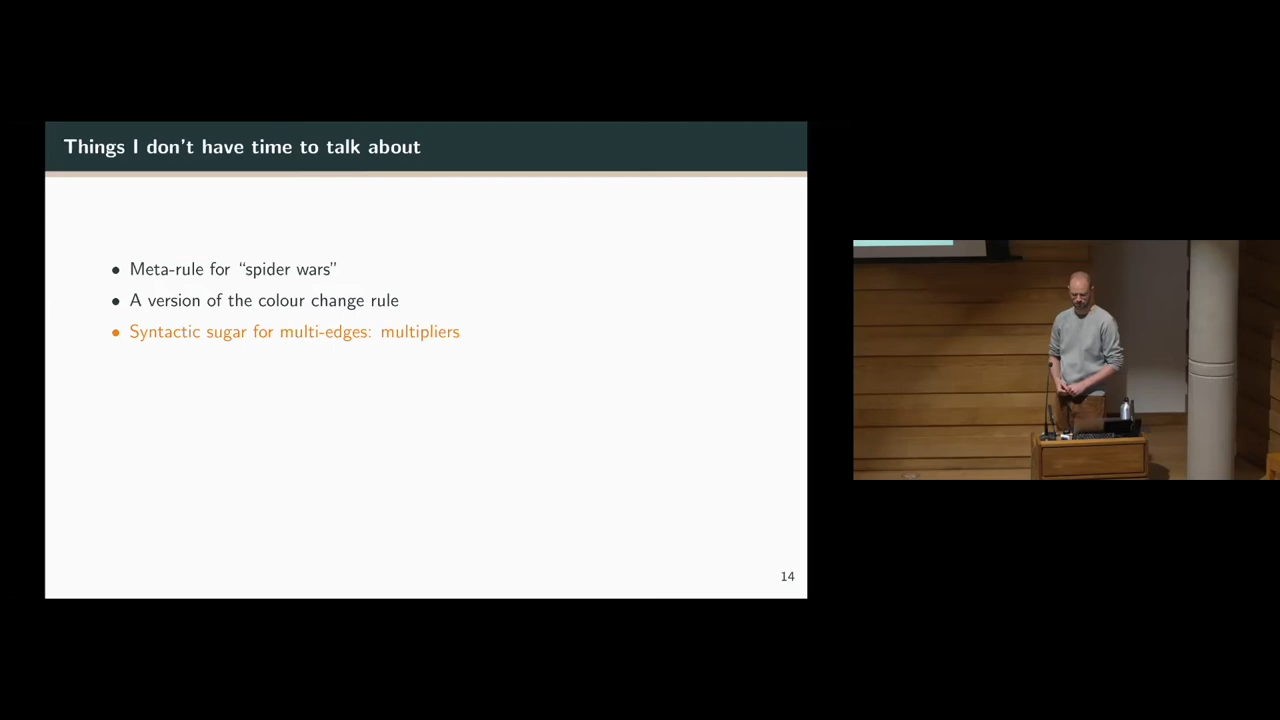 Things I don't have time to talk about
• Meta-rule for “spider wars”
• A version of the colour change rule
• Syntactic sugar for multi-edges: multipliers
14